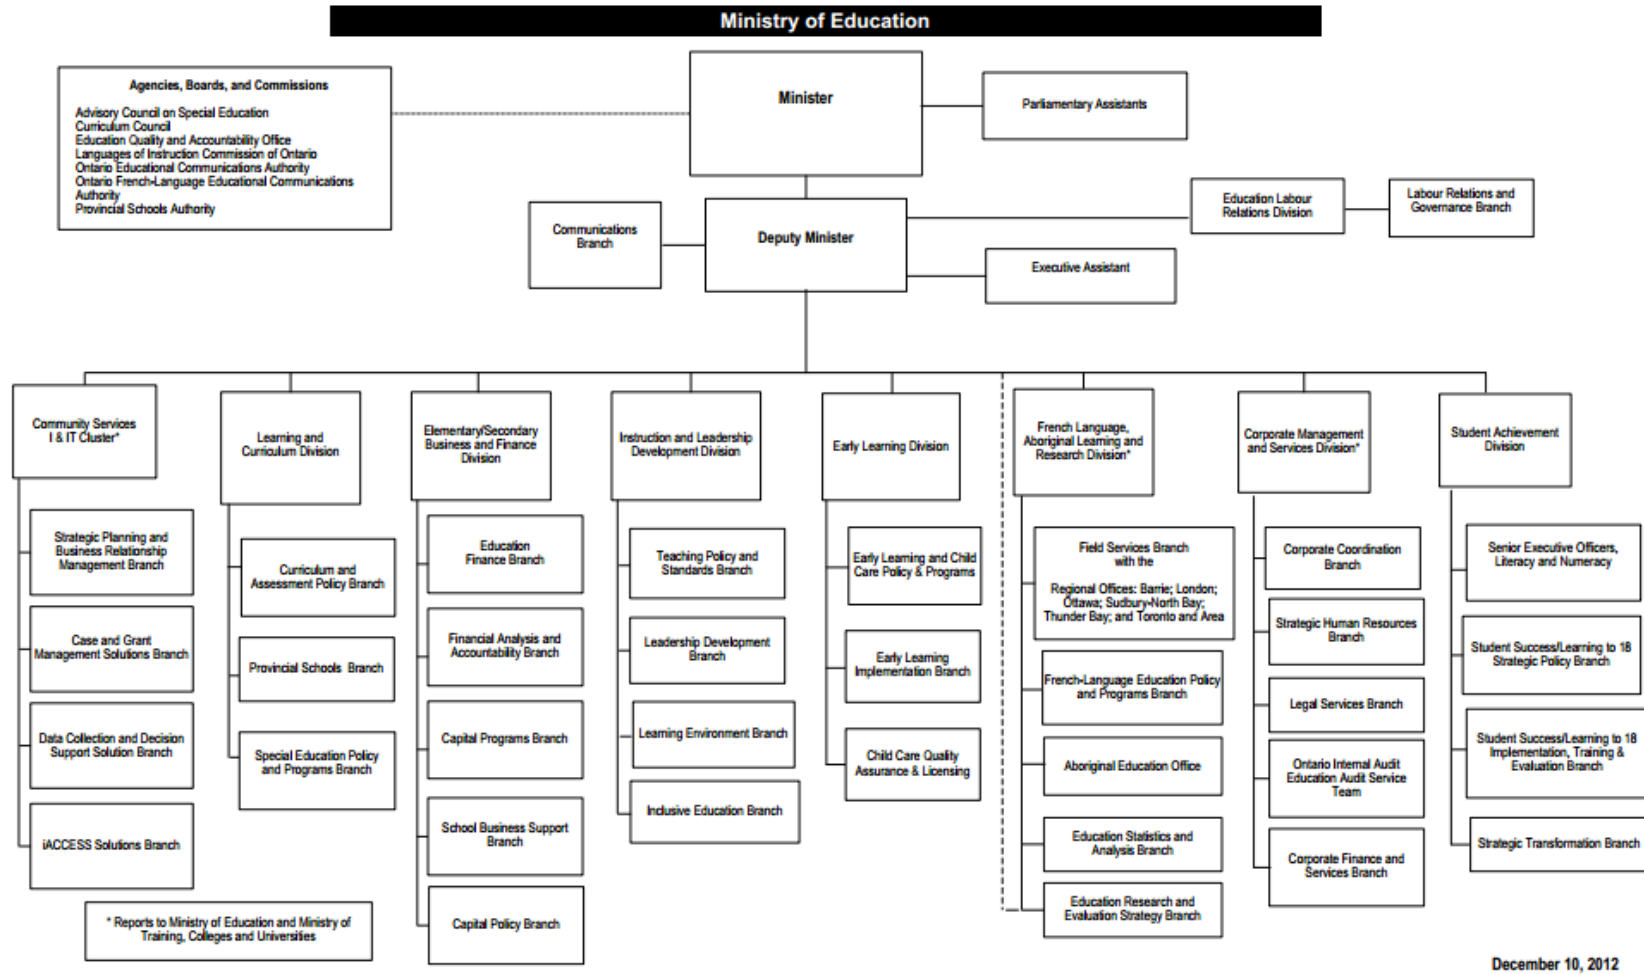 Ministry of Education
Agencies, Boards, and Commissions
Advisory Council on Special Education
Curriculum Council
Education Quality and Accountability Office
Languages of Instruction Commission of Ontario
Ontario Educational Communications Authority
Ontario French-Language Educational Communications
Authority
Provincial Schools Authority
Minister
Parliamentary Assistants
Communications
Branch
Deputy Minister
Education Labour
Relations Division
Labour Relations and
Governance Branch
Executive Assistant
Community Services
I & IT Cluster*
Strategic Planning and
Business Relationship
Management Branch
Case and Grant
Management Solutions Branch
Data Collection and Decision
Support Solution Branch
iACCESS Solutions Branch
Learning and
Curriculum Division
Curriculum and
Assessment Policy Branch
Provincial Schools Branch
Special Education Policy
and Programs Branch
Elementary/Secondary
Business and Finance
Division
Education
Finance Branch
Financial Analysis and
Accountability Branch
Capital Programs Branch
School Business Support
Branch
Capital Policy Branch
Instruction and Leadership
Development Division
Teaching Policy and
Standards Branch
Leadership Development
Branch
Learning Environment Branch
Inclusive Education Branch
Early Learning Division
Early Learning and Child
Care Policy & Programs
Early Learning
Implementation Branch
Child Care Quality
Assurance & Licensing
French Language,
Aboriginal Learning and
Research Division*
Field Services Branch
with the
Regional Offices: Barrie; London;
Ottawa; Sudbury-North Bay;
Thunder Bay; and Toronto and Area
French-Language Education Policy
and Programs Branch
Aboriginal Education Office
Education Statistics and
Analysis Branch
Education Research and
Evaluation Strategy Branch
Corporate Management
and Services Division*
Corporate Coordination
Branch
Strategic Human Resources
Branch
Legal Services Branch
Ontario Internal Audit
Education Audit Service
Team
Corporate Finance and
Services Branch
Student Achievement
Division
Senior Executive Officers,
Literacy and Numeracy
Student Success/Learning to 18
Strategic Policy Branch
Student Success/Learning to 18
Implementation, Training &
Evaluation Branch
Strategic Transformation Branch
* Reports to Ministry of Education and Ministry of
Training, Colleges and Universities
December 10, 2012